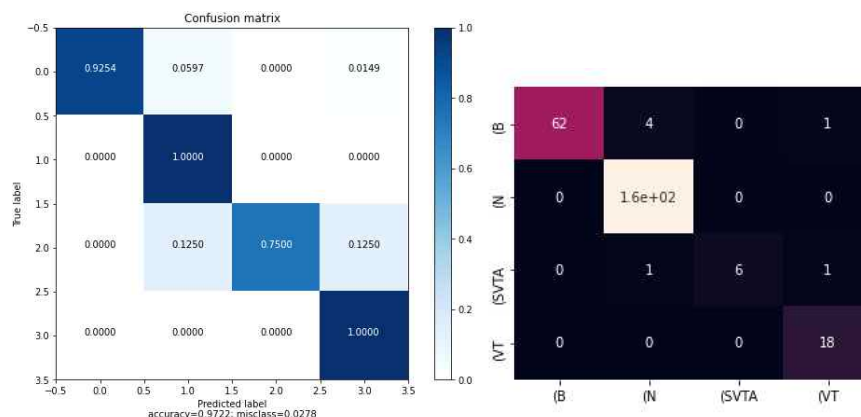 Confusion matrix
−0.5
0.0
0.5
1.0
1.5
2.0
2.5
3.0
3.5
True label
0.9254 0.0597 0.0000 0.0149
0.0000 1.0000 0.0000 0.0000
0.0000 0.1250 0.7500 0.1250
0.0000 0.0000 0.0000 1.0000
−0.5 0.0 0.5 1.0 1.5 2.0 2.5 3.0 3.5
Predicted label
accuracy=0.9722; misclass=0.0278
1.0
0.8
0.6
0.4
0.2
0.0
(B 62 4 0 1
(N 0 1.6e+02 0 0
(SVTA 0 1 6 1
(VT 0 0 0 18
(B (N (SVTA (VT